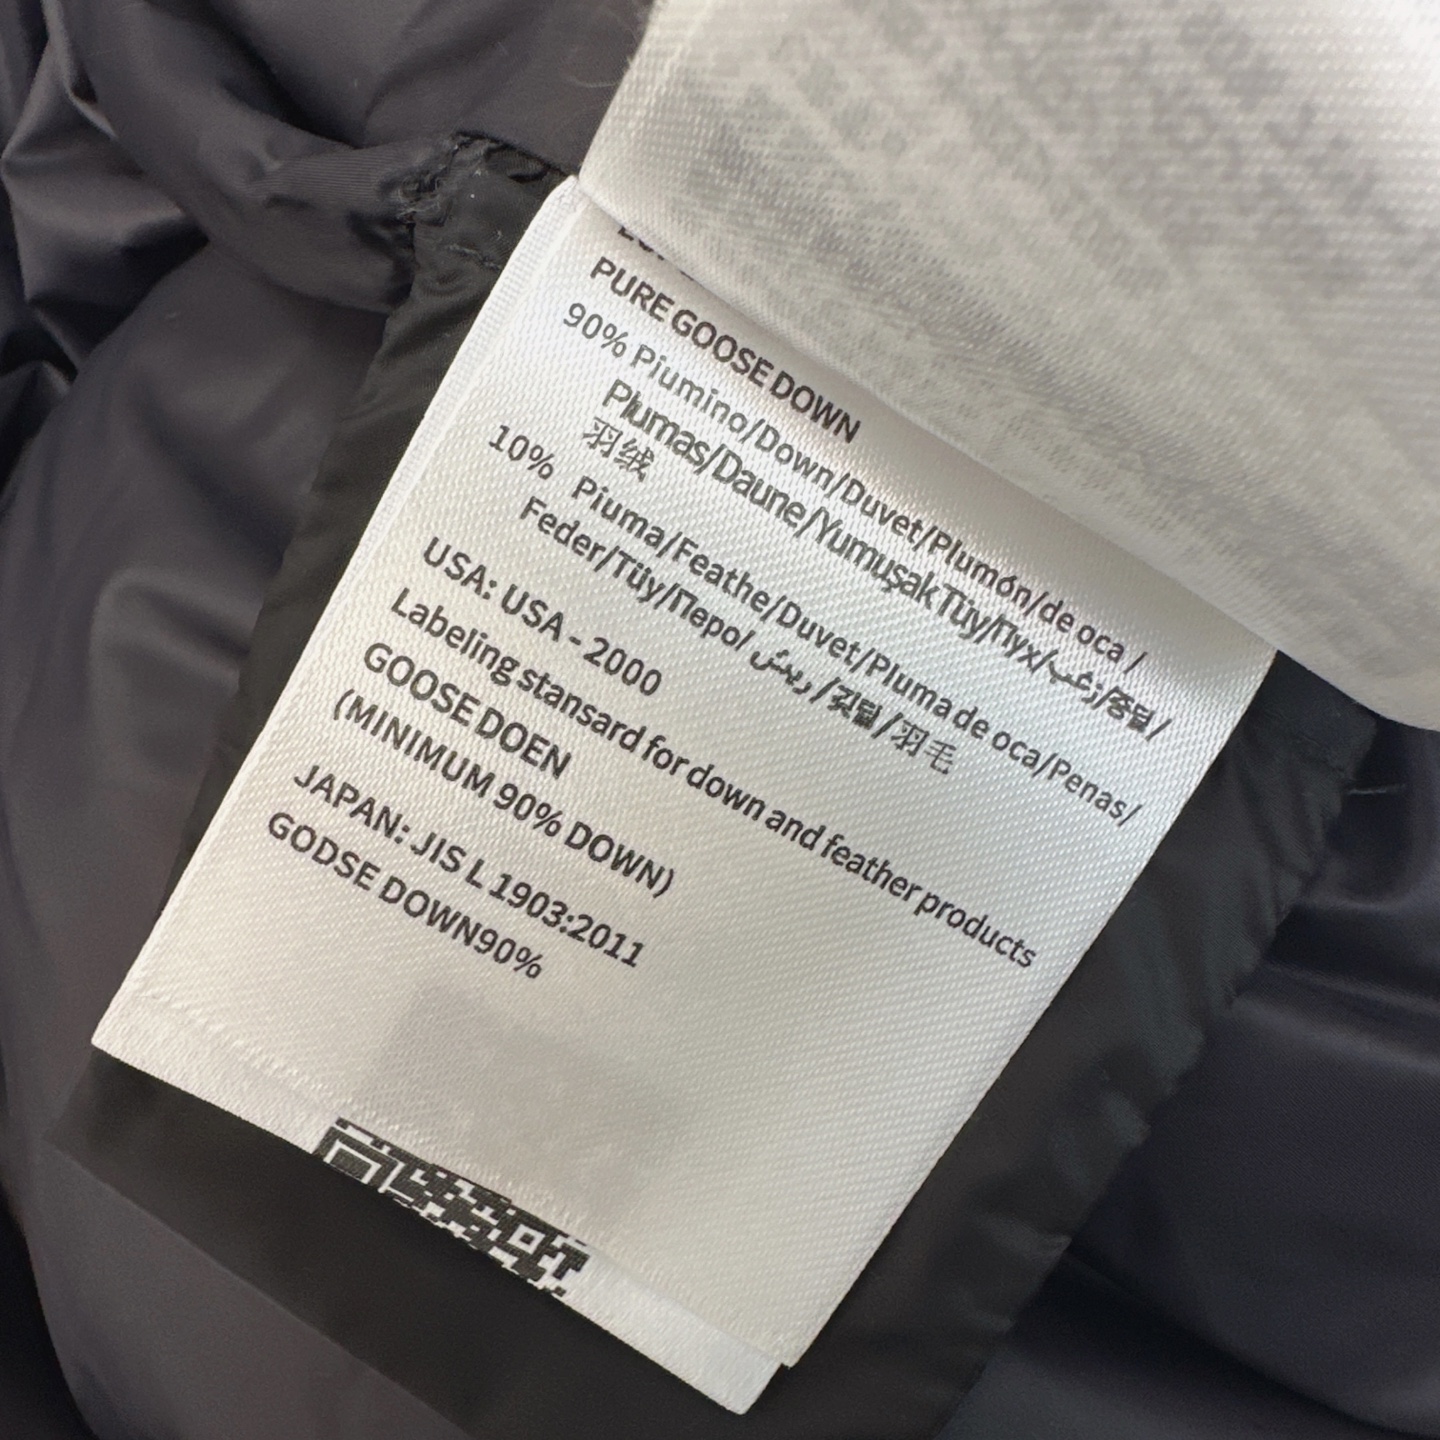 PURE GOOSE DOWN
90% Piumino/Down/Duvet/Plumón/de oca /
Plumas/Daune/Yumuşak Tüy/Пух/زغب/중털 /
羽绒
10% Piuma/Feathe/Duvet/Pluma de oca/Penas/
Feder/Tüy/Перо/ ريش /깃털/羽毛
USA: USA - 2000
Labeling stansard for down and feather products
GOOSE DOEN
(MINIMUM 90% DOWN)
JAPAN: JIS L 1903:2011
GODSE DOWN90%